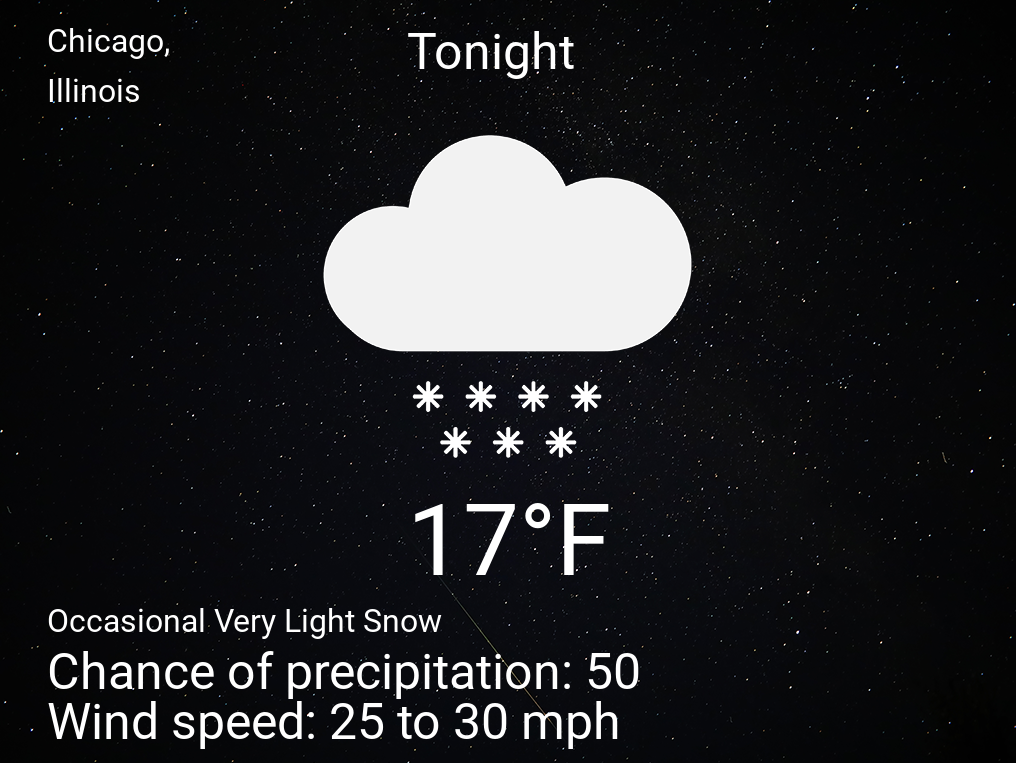 Chicago,
Illinois
Tonight
17°F
Occasional Very Light Snow
Chance of precipitation: 50
Wind speed: 25 to 30 mph